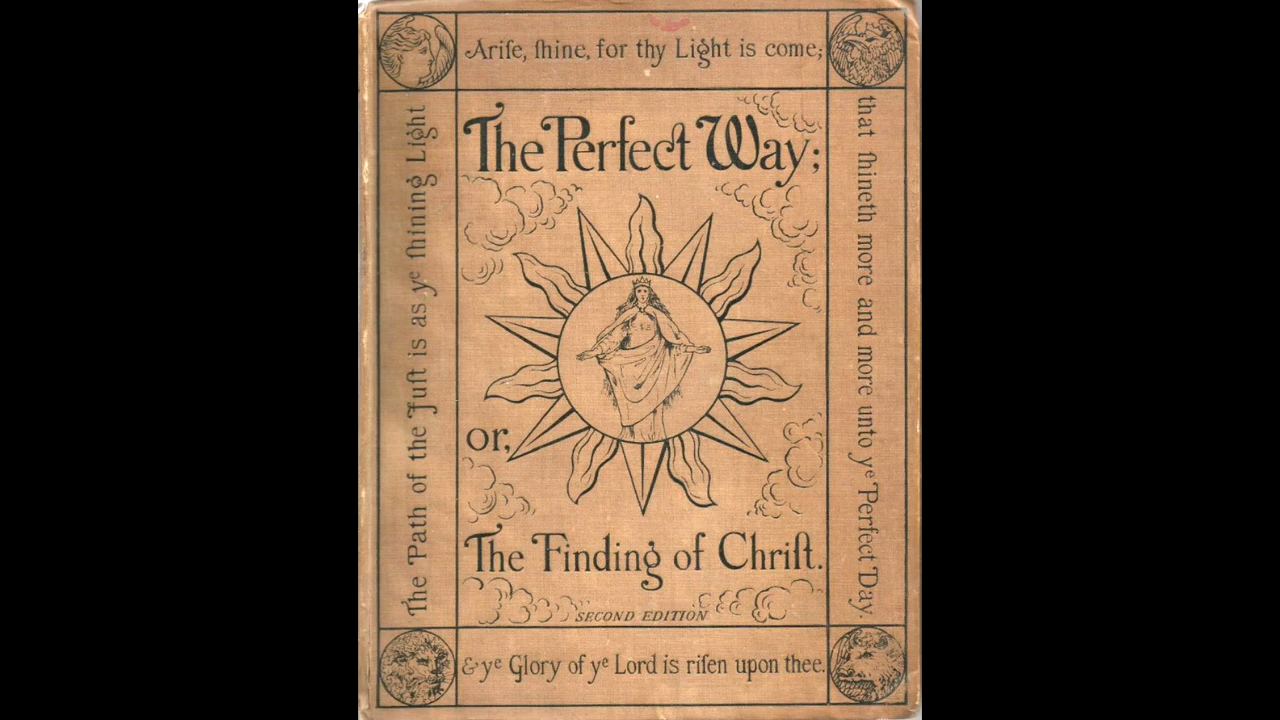 Ariſe, ſhine, for thy Light is come;
The Perfect Way;
or,
The Finding of Chriſt.
SECOND EDITION
& yᵉ Glory of yᵉ Lord is riſen upon thee.
The Path of the Juſt is as yᵉ ſhining Light
that ſhineth more and more unto yᵉ Perfect Day.